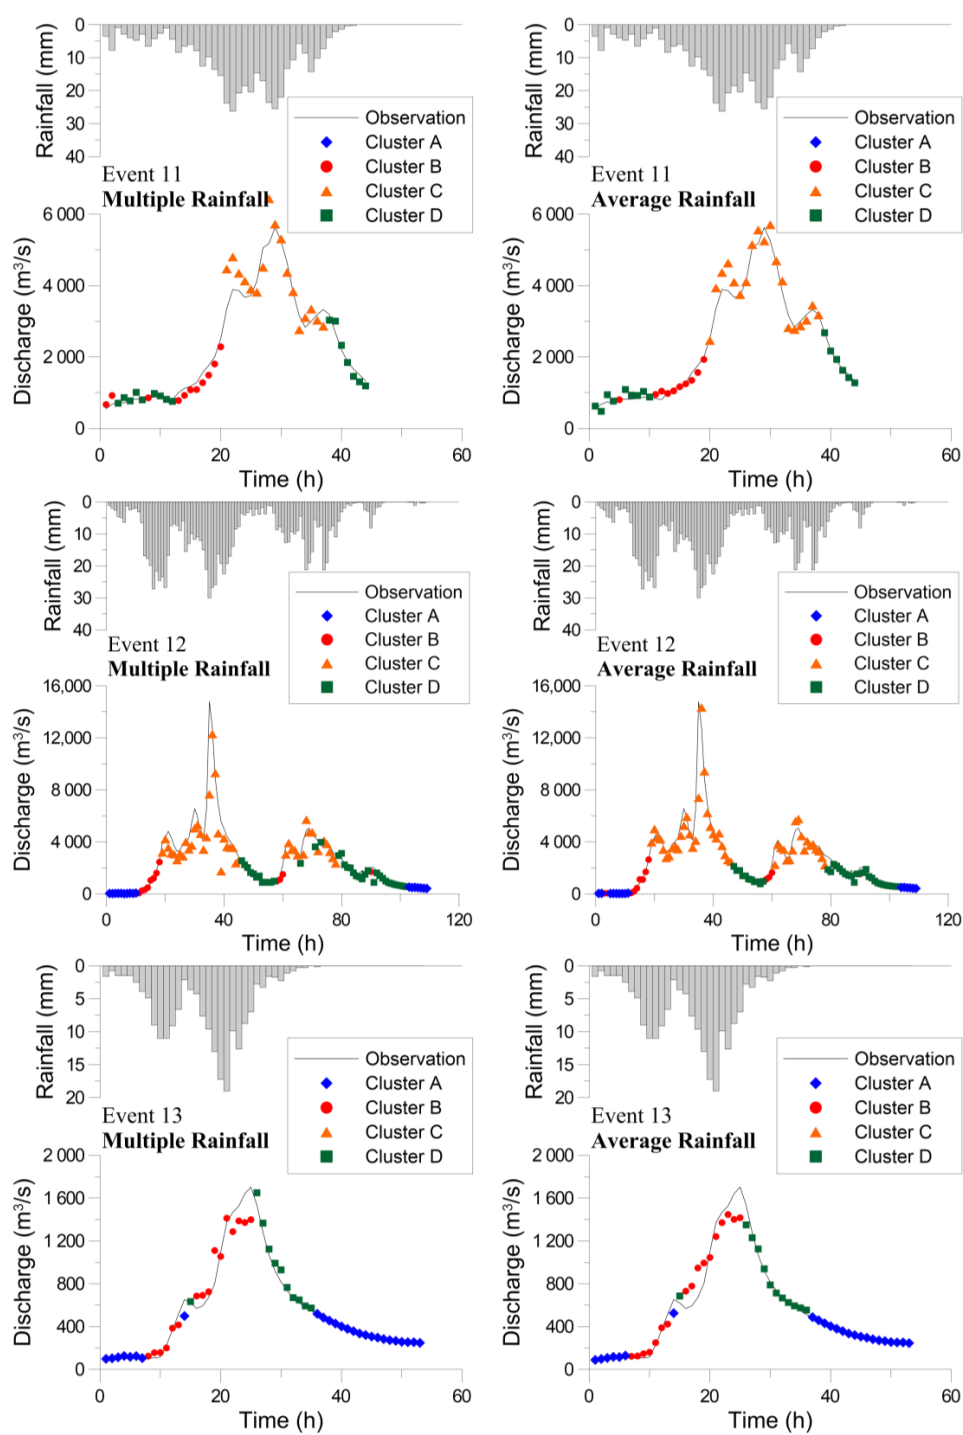 0
10
20
30
40
Rainfall (mm)
Observation
Cluster A
Cluster B
Cluster C
Cluster D
Event 11
Multiple Rainfall
6 000
4 000
2 000
0
Discharge (m³/s)
0 20 40 60
Time (h)
0
10
20
30
40
Rainfall (mm)
Observation
Cluster A
Cluster B
Cluster C
Cluster D
Event 11
Average Rainfall
6 000
4 000
2 000
0
Discharge (m³/s)
0 20 40 60
Time (h)
0
10
20
30
40
Rainfall (mm)
Observation
Cluster A
Cluster B
Cluster C
Cluster D
Event 12
Multiple Rainfall
16,000
12,000
8 000
4 000
0
Discharge (m³/s)
0 40 80 120
Time (h)
0
10
20
30
40
Rainfall (mm)
Observation
Cluster A
Cluster B
Cluster C
Cluster D
Event 12
Average Rainfall
16,000
12,000
8 000
4 000
0
Discharge (m³/s)
0 40 80 120
Time (h)
0
5
10
15
20
Rainfall (mm)
Observation
Cluster A
Cluster B
Cluster C
Cluster D
Event 13
Multiple Rainfall
2 000
1 600
1 200
800
400
0
Discharge (m³/s)
0 20 40 60
Time (h)
0
5
10
15
20
Rainfall (mm)
Observation
Cluster A
Cluster B
Cluster C
Cluster D
Event 13
Average Rainfall
2 000
1 600
1 200
800
400
0
Discharge (m³/s)
0 20 40 60
Time (h)